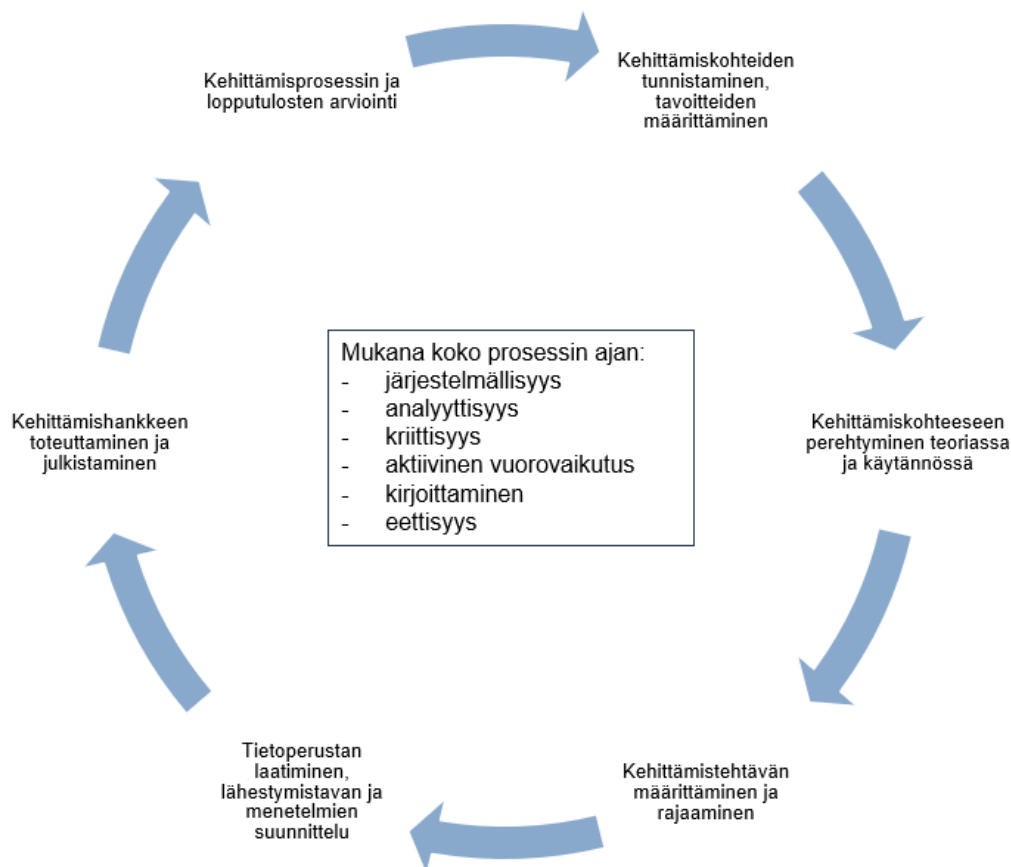 Kehittämisprosessin ja
lopputulosten arviointi
Kehittämiskohteiden
tunnistaminen,
tavoitteiden
määrittäminen
Mukana koko prosessin ajan:
- järjestelmällisyys
- analyyttisyys
- kriittisyys
- aktiivinen vuorovaikutus
- kirjoittaminen
- eettisyys
Kehittämishankkeen
toteuttaminen ja
julkistaminen
Kehittämiskohteeseen
perehtyminen teoriassa
ja käytännössä
Tietoperustan
laatiminen,
lähestymistavan ja
menetelmien
suunnittelu
Kehittämistehtävän
määrittäminen ja
rajaaminen